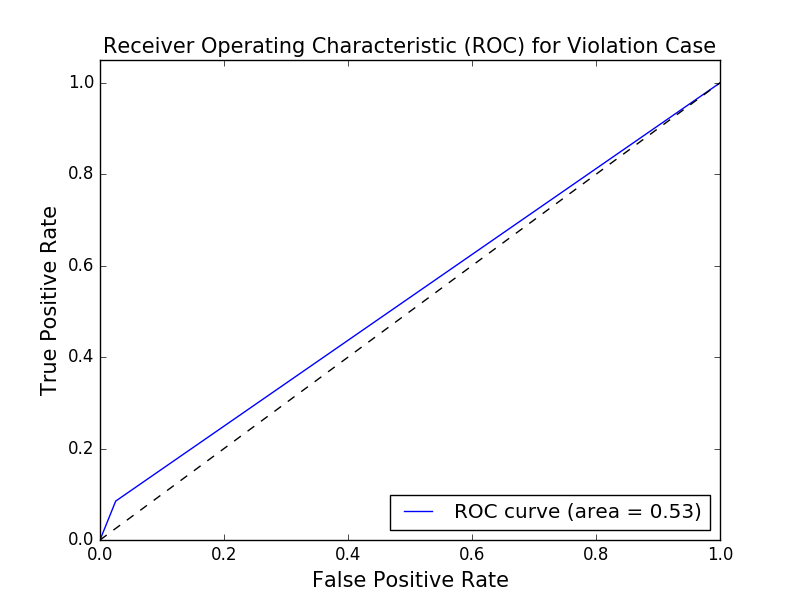 Receiver Operating Characteristic (ROC) for Violation Case
1.0
0.8
0.6
0.4
0.2
0.0
True Positive Rate
ROC curve (area = 0.53)
0.0 0.2 0.4 0.6 0.8 1.0
False Positive Rate